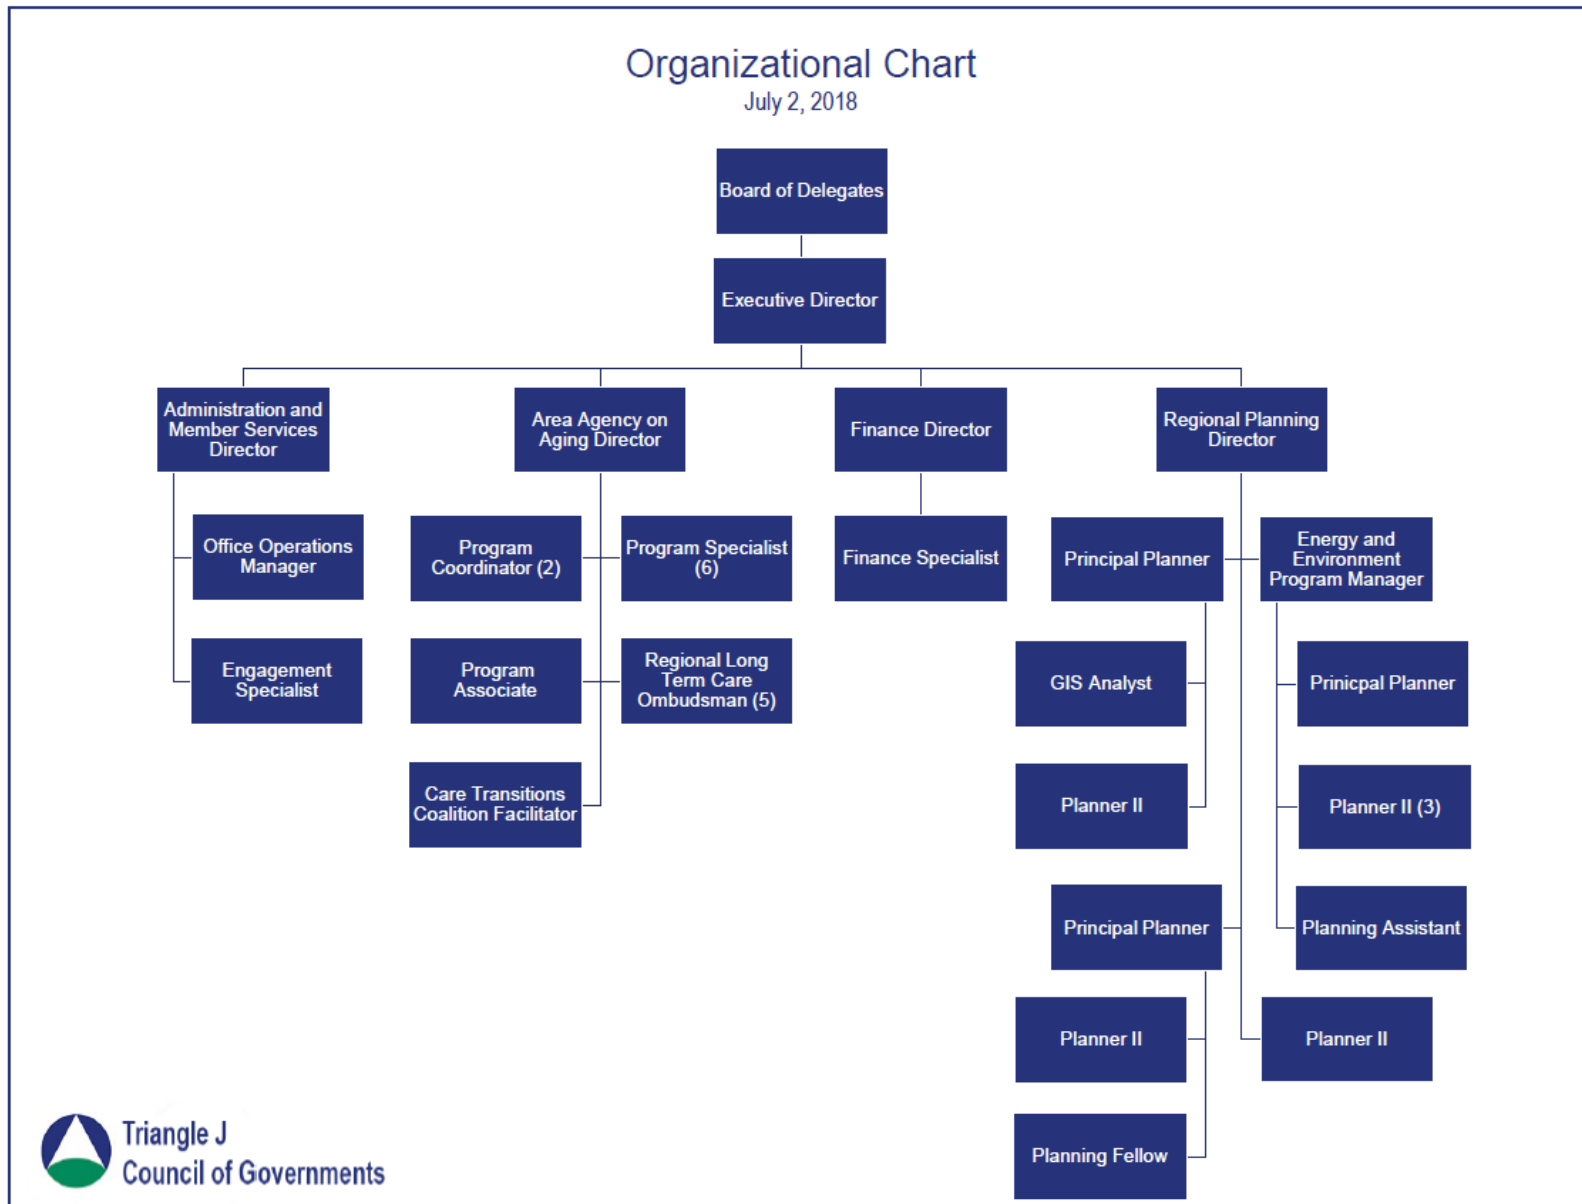 Organizational Chart
July 2, 2018
Board of Delegates
Executive Director
Administration and
Member Services
Director
Area Agency on
Aging Director
Finance Director
Regional Planning
Director
Office Operations
Manager
Program
Coordinator (2)
Program Specialist
(6)
Finance Specialist
Principal Planner
Energy and
Environment
Program Manager
Engagement
Specialist
Program
Associate
Regional Long
Term Care
Ombudsman (5)
GIS Analyst
Prinicpal Planner
Care Transitions
Coalition Facilitator
Planner II
Planner II (3)
Principal Planner
Planning Assistant
Planner II
Planner II
Planning Fellow
Triangle J
Council of Governments